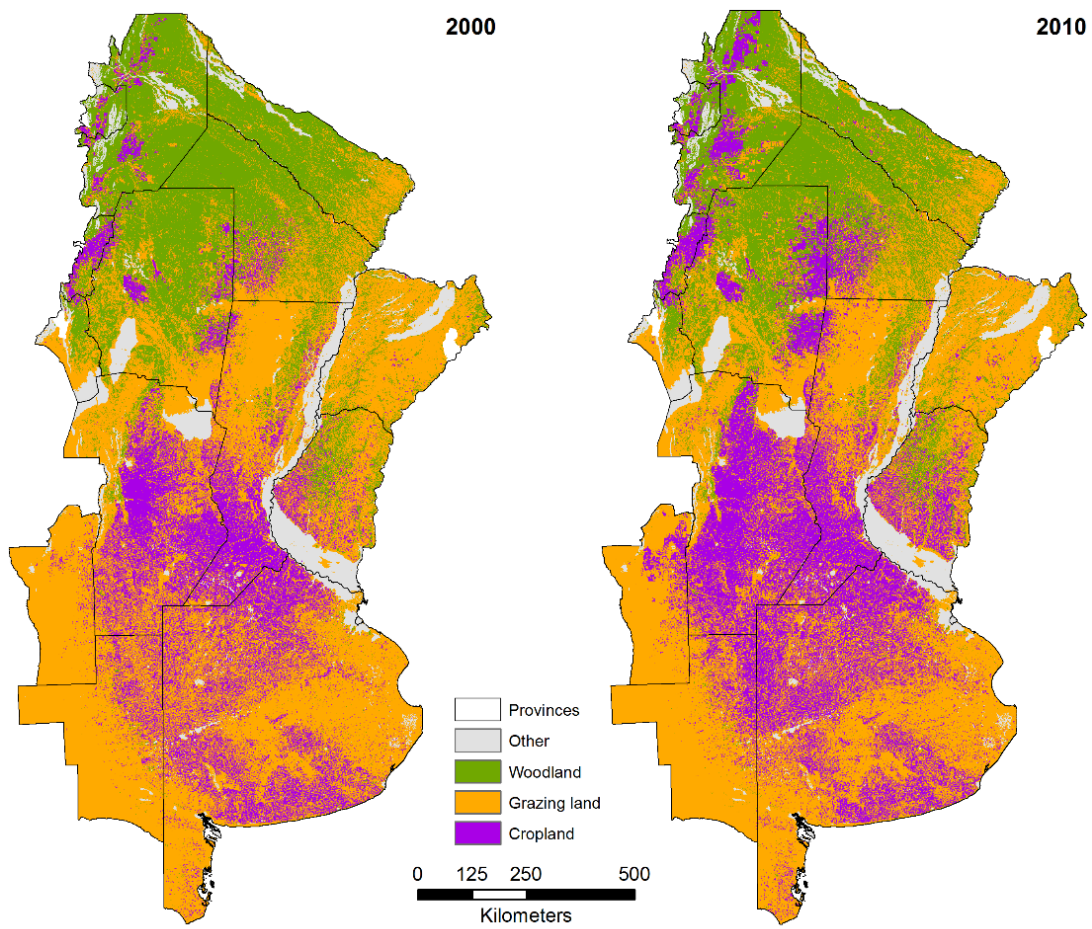 2000
2010
Provinces
Other
Woodland
Grazing land
Cropland
0 125 250 500
Kilometers